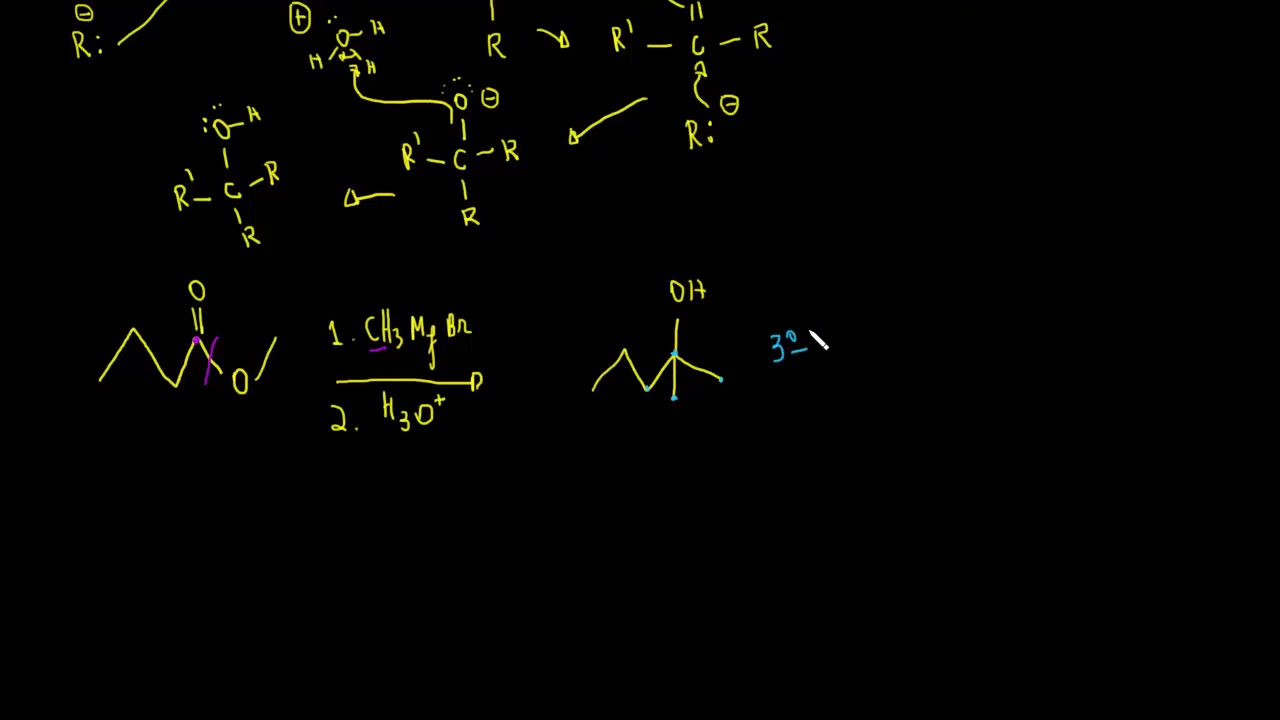 ⊖
R:
⊕
O H
H H
R
R' C R
⊖
R:
O ⊖
R' C R
R
:O H
R' C R
R
O
O
1. CH3MgBr
2. H3O+
OH
3°